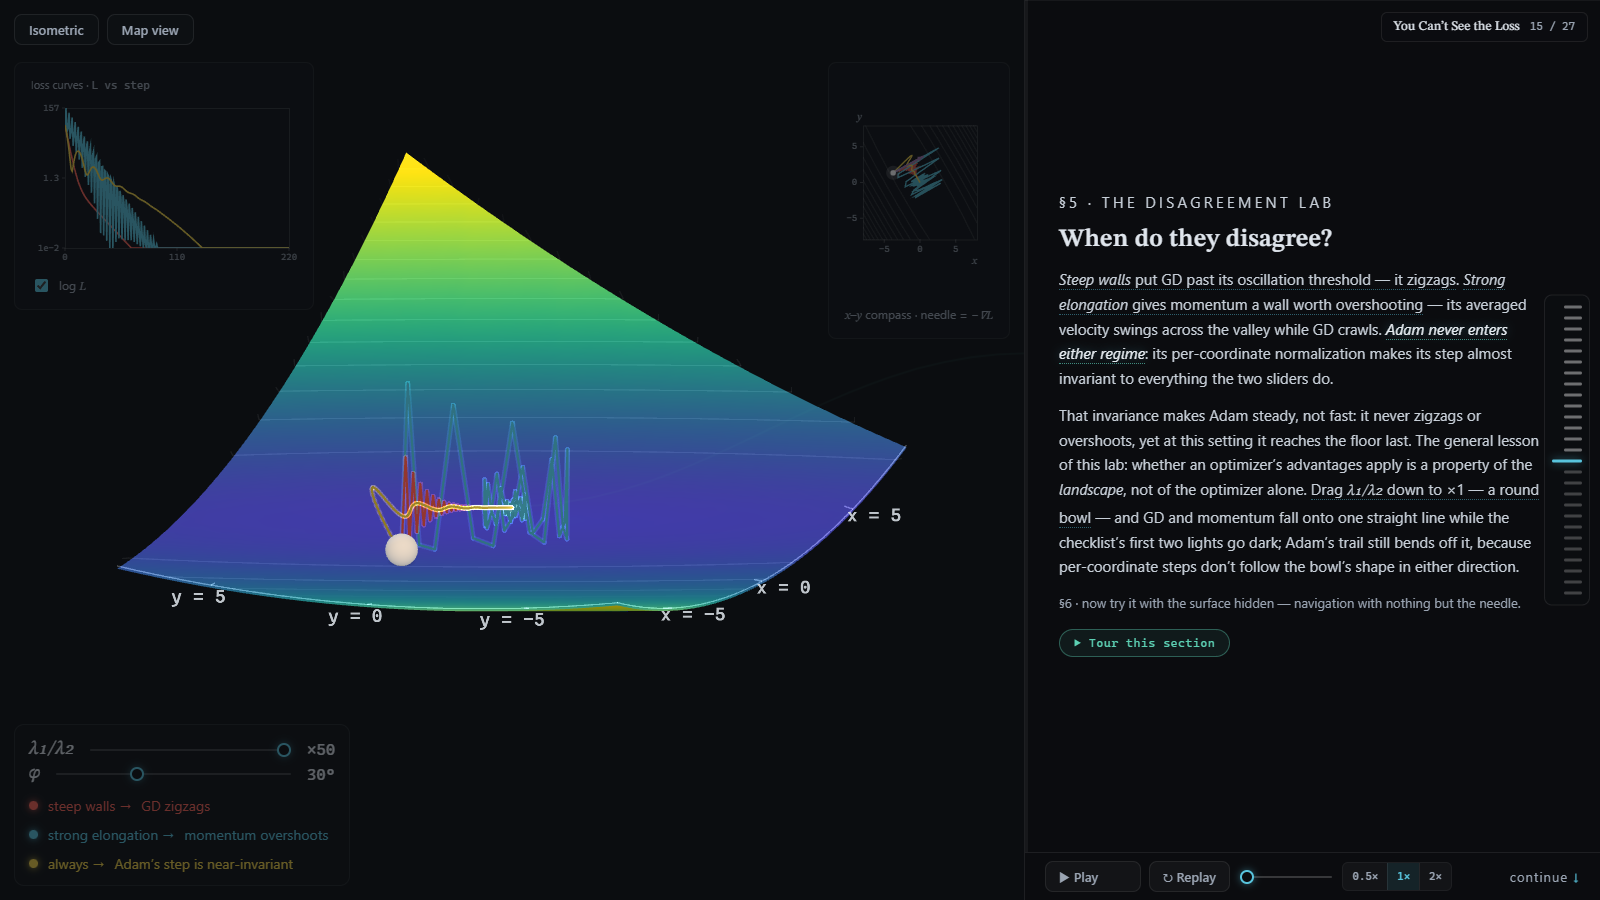 Isometric
Map view
You Can't See the Loss 15 / 27
loss curves · L vs step
157
1.3
1e-2
0
110
220
log L
y
5
0
−5
−5
0
5
x
x–y compass · needle = −∇L
x = 5
x = 0
x = −5
y = −5
y = 0
y = 5
λ₁/λ₂ ×50
φ 30°
steep walls → GD zigzags
strong elongation → momentum overshoots
always → Adam's step is near-invariant
§5 · THE DISAGREEMENT LAB
When do they disagree?
Steep walls put GD past its oscillation threshold — it zigzags. Strong
elongation gives momentum a wall worth overshooting — its averaged
velocity swings across the valley while GD crawls. Adam never enters
either regime: its per-coordinate normalization makes its step almost
invariant to everything the two sliders do.
That invariance makes Adam steady, not fast: it never zigzags or
overshoots, yet at this setting it reaches the floor last. The general lesson
of this lab: whether an optimizer's advantages apply is a property of the
landscape, not of the optimizer alone. Drag λ₁/λ₂ down to ×1 — a round
bowl — and GD and momentum fall onto one straight line while the
checklist's first two lights go dark; Adam's trail still bends off it, because
per-coordinate steps don't follow the bowl's shape in either direction.
§6 · now try it with the surface hidden — navigation with nothing but the needle.
▶ Tour this section
▶ Play
↻ Replay
0.5×
1×
2×
continue ↓